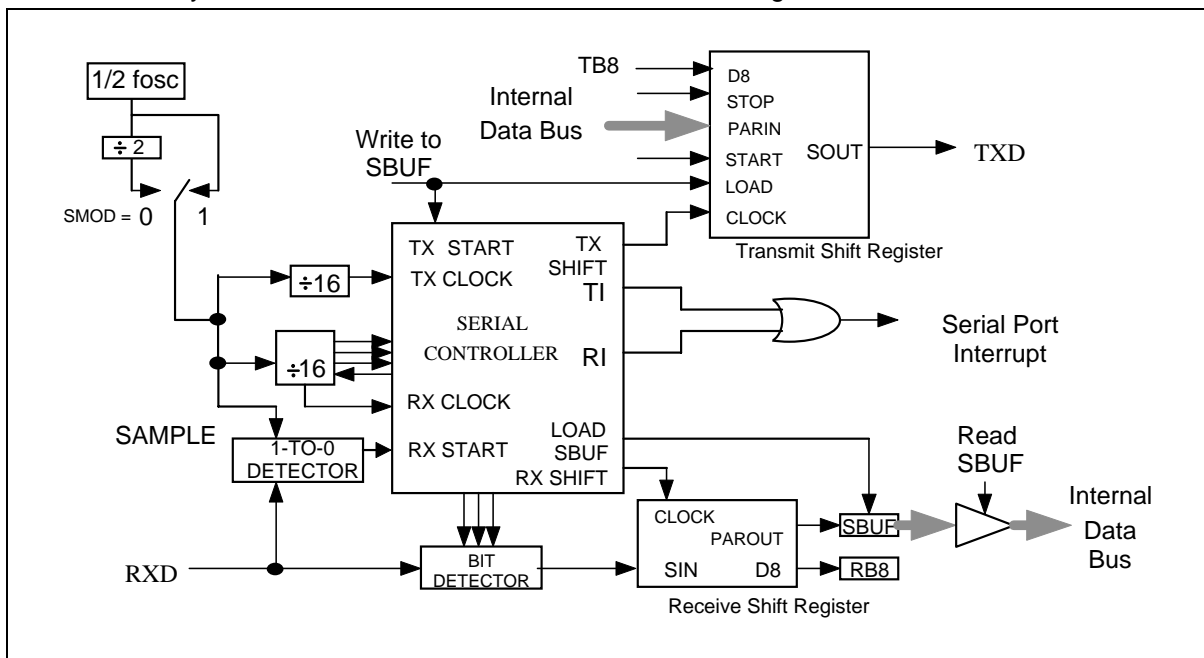 1/2 fosc
÷ 2
SMOD = 0 1
Write to
SBUF
TB8
Internal
Data Bus
D8
STOP
PARIN
START
LOAD
CLOCK
SOUT
TXD
Transmit Shift Register
÷16
÷16
TX START
TX CLOCK
SERIAL
CONTROLLER
RX CLOCK
RX START
TX
SHIFT
TI
RI
LOAD
SBUF
RX SHIFT
Serial Port
Interrupt
SAMPLE
1-TO-0
DETECTOR
RXD
BIT
DETECTOR
CLOCK
PAROUT
SIN D8
Receive Shift Register
SBUF
RB8
Read
SBUF
Internal
Data
Bus